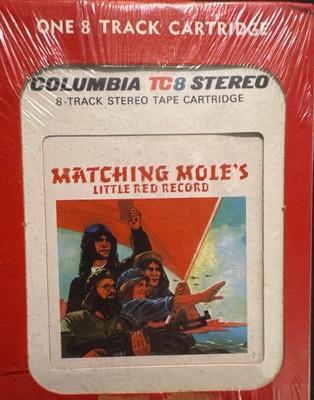 ONE 8 TRACK CARTRIDGE
COLUMBIA TC8 STEREO
8-TRACK STEREO TAPE CARTRIDGE
MATCHING MOLE'S
LITTLE RED RECORD